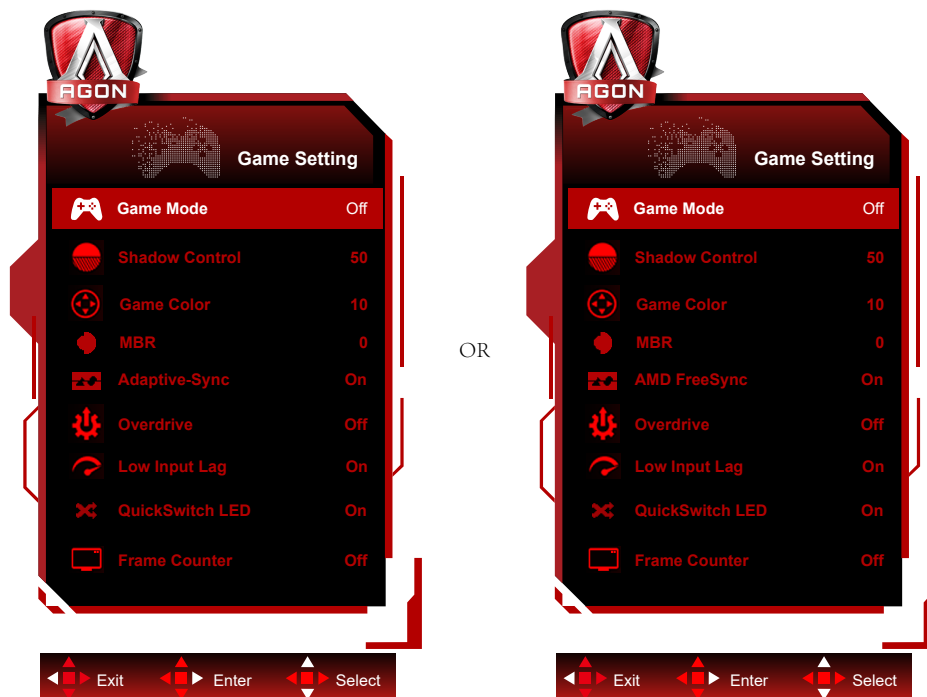 AGON
Game Setting
Game Mode Off
Shadow Control 50
Game Color 10
MBR 0
Adaptive-Sync On
Overdrive Off
Low Input Lag On
QuickSwitch LED On
Frame Counter Off
Exit Enter Select
OR
AGON
Game Setting
Game Mode Off
Shadow Control 50
Game Color 10
MBR 0
AMD FreeSync On
Overdrive Off
Low Input Lag On
QuickSwitch LED On
Frame Counter Off
Exit Enter Select